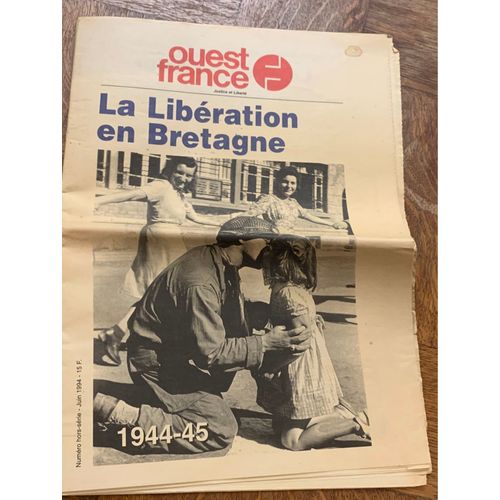 ouest
france
Justice et Liberté
La Libération
en Bretagne
1944-45
Numéro hors-série - Juin 1994 - 15 F.